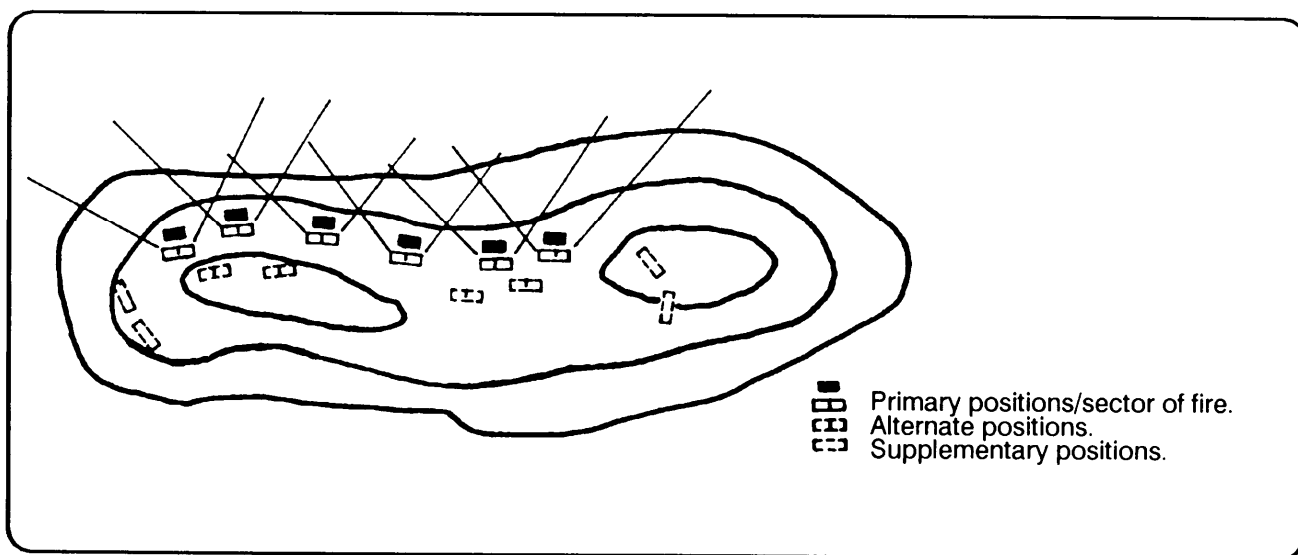 Primary positions/sector of fire.
Alternate positions.
Supplementary positions.